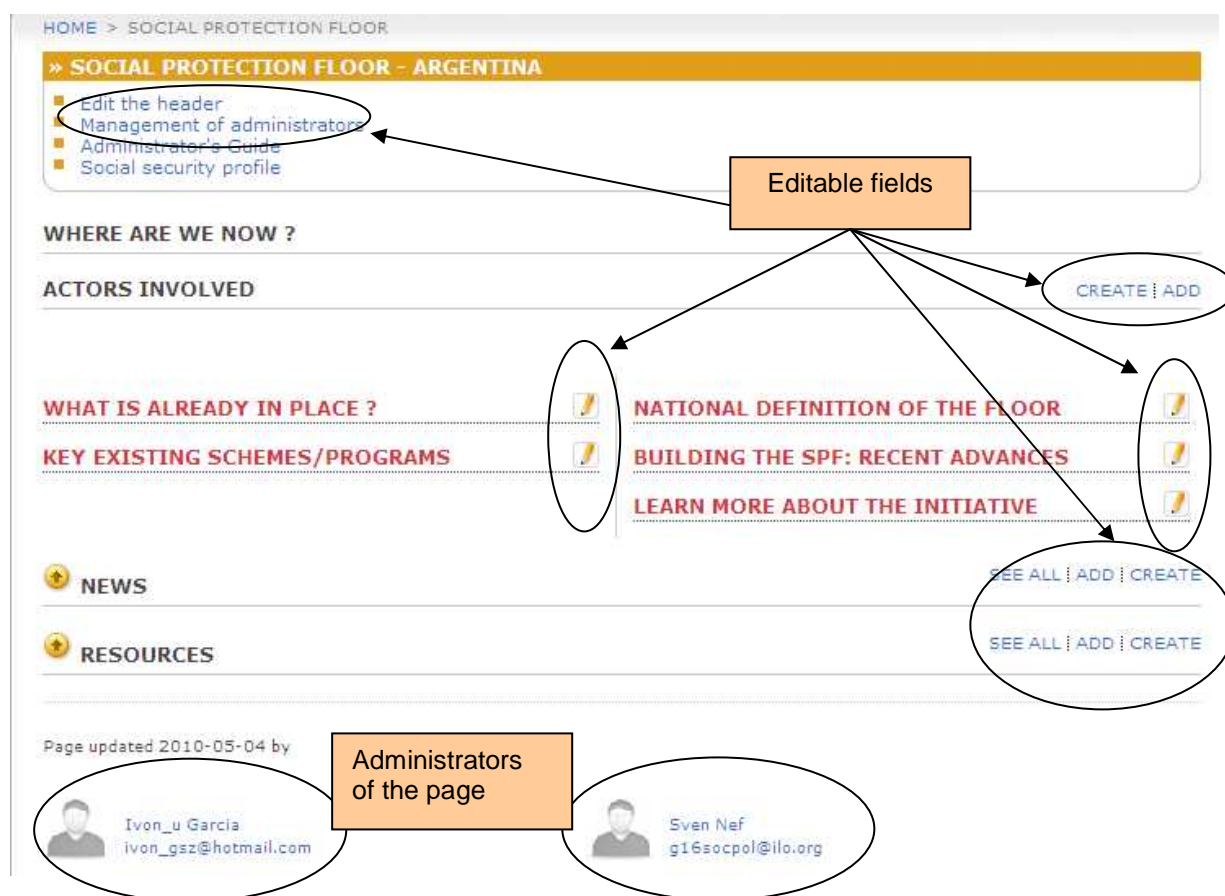 HOME > SOCIAL PROTECTION FLOOR
» SOCIAL PROTECTION FLOOR - ARGENTINA
Edit the header
Management of administrators
Administrator's Guide
Social security profile
Editable fields
WHERE ARE WE NOW ?
ACTORS INVOLVED
CREATE | ADD
WHAT IS ALREADY IN PLACE ?
KEY EXISTING SCHEMES/PROGRAMS
NATIONAL DEFINITION OF THE FLOOR
BUILDING THE SPF: RECENT ADVANCES
LEARN MORE ABOUT THE INITIATIVE
NEWS
SEE ALL | ADD | CREATE
RESOURCES
SEE ALL | ADD | CREATE
Page updated 2010-05-04 by
Administrators
of the page
Ivon_u Garcia
ivon_gsz@hotmail.com
Sven Nef
g16socpol@ilo.org